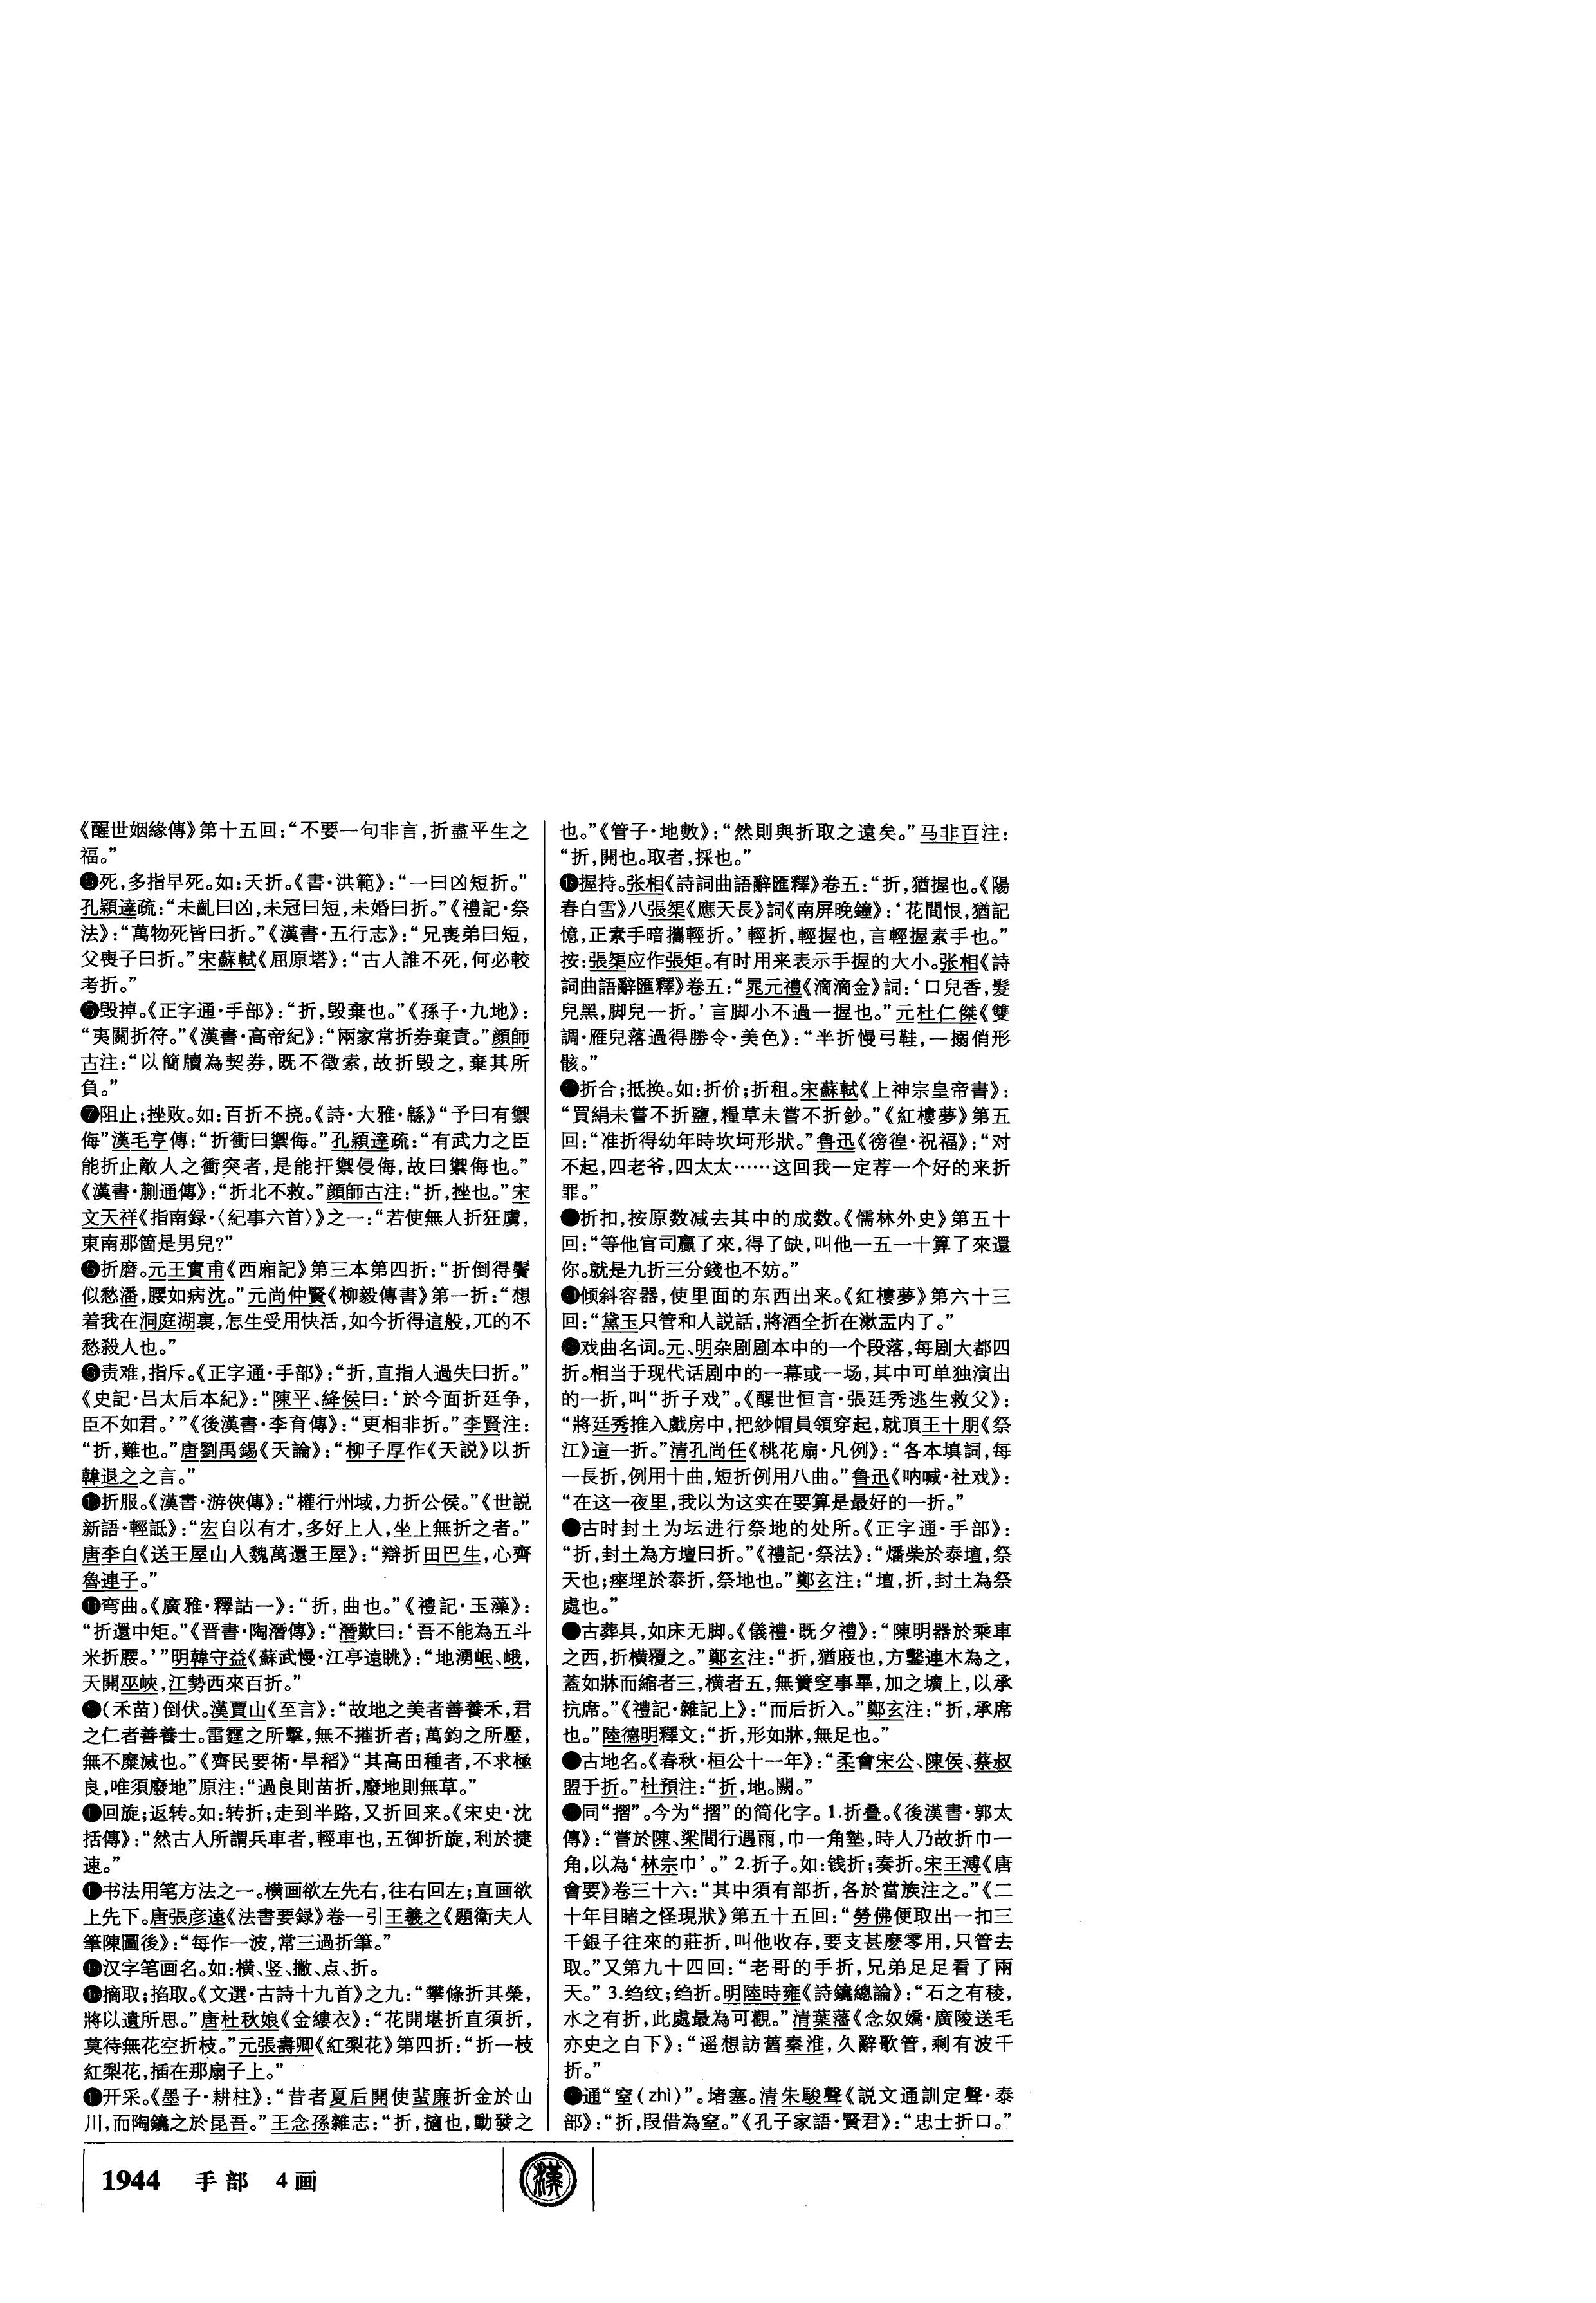 《醒世姻緣傳》第十五回：“不要一句非言，折盡平生之
福。”
❺死，多指早死。如：夭折。《書·洪範》：“一曰凶短折。”
孔穎達疏：“未齓曰凶，未冠曰短，未婚曰折。”《禮記·祭
法》：“萬物死皆曰折。”《漢書·五行志》：“兄喪弟曰短，
父喪子曰折。”宋蘇軾《屈原塔》：“古人誰不死，何必較
考折。”
❻毁掉。《正字通·手部》：“折，毁棄也。”《孫子·九地》：
“夷關折符。”《漢書·高帝紀》：“兩家常折券棄責。”顔師
古注：“以簡牘為契券，既不徵索，故折毁之，棄其所
負。”
❼阻止；挫败。如：百折不挠。《詩·大雅·緜》“予曰有禦
侮”漢毛亨傳：“折衝曰禦侮。”孔穎達疏：“有武力之臣
能折止敵人之衝突者，是能扞禦侵侮，故曰禦侮也。”
《漢書·蒯通傳》：“折北不救。”顔師古注：“折，挫也。”宋
文天祥《指南録·〈紀事六首〉》之一：“若使無人折狂虜，
東南那箇是男兒?”
折磨。元王實甫《西廂記》第三本第四折：“折倒得鬢
似愁潘，腰如病沈。”元尚仲賢《柳毅傳書》第一折：“想
着我在洞庭湖裏，怎生受用快活，如今折得這般，兀的不
愁殺人也。”
责难，指斥。《正字通·手部》：“折，直指人過失曰折。”
《史記·吕太后本紀》：“陳平、絳侯曰：‘於今面折廷争，
臣不如君。’”《後漢書·李育傳》：“更相非折。”李賢注：
“折，難也。”唐劉禹錫《天論》：“柳子厚作《天説》以折
韓退之之言。”
❿折服。《漢書·游俠傳》：“權行州域，力折公侯。”《世説
新語·輕詆》：“宏自以有才，多好上人，坐上無折之者。”
唐李白《送王屋山人魏萬還王屋》：“辯折田巴生，心齊
魯連子。”
⓫弯曲。《廣雅·釋詁一》：“折，曲也。”《禮記·玉藻》：
“折還中矩。”《晋書·陶潛傳》：“潛歎曰：‘吾不能為五斗
米折腰。’”明韓守益《蘇武慢·江亭遠眺》：“地湧岷、峨，
天開巫峽，江勢西來百折。”
（禾苗）倒伏。漢賈山《至言》：“故地之美者善養禾，君
之仁者善養士。雷霆之所擊，無不摧折者；萬鈞之所壓，
無不糜滅也。”《齊民要術·旱稻》“其高田種者，不求極
良，唯須廢地”原注：“過良則苗折，廢地則無草。”
回旋；返转。如：转折；走到半路，又折回来。《宋史·沈
括傳》：“然古人所謂兵車者，輕車也，五御折旋，利於捷
速。”
书法用笔方法之一。横画欲左先右，往右回左；直画欲
上先下。唐張彦遠《法書要録》卷一引王羲之《題衛夫人
筆陳圖後》：“每作一波，常三過折筆。”
汉字笔画名。如：横、竖、撇、点、折。
摘取；掐取。《文選·古詩十九首》之九：“攀條折其榮，
將以遺所思。”唐杜秋娘《金縷衣》：“花開堪折直須折，
莫待無花空折枝。”元張壽卿《紅梨花》第四折：“折一枝
紅梨花，插在那扇子上。”
开采。《墨子·耕柱》：“昔者夏后開使蜚廉折金於山
川，而陶鑄之於昆吾。”王念孫雜志：“折，擿也，動發之
也。”《管子·地數》：“然則與折取之遠矣。”马非百注：
“折，開也。取者，採也。”
握持。张相《詩詞曲語辭匯釋》卷五：“折，猶握也。《陽
春白雪》八張榘《應天長》詞《南屏晚鐘》：‘花間恨，猶記
憶，正素手暗攜輕折。’輕折，輕握也，言輕握素手也。”
按：張榘应作張矩。有时用来表示手握的大小。张相《詩
詞曲語辭匯釋》卷五：“晁元禮《滴滴金》詞：‘口兒香，髮
兒黑，脚兒一折。’言脚小不過一握也。”元杜仁傑《雙
調·雁兒落過得勝令·美色》：“半折慢弓鞋，一搦俏形
骸。”
折合；抵换。如：折价；折租。宋蘇軾《上神宗皇帝書》：
“買絹未嘗不折鹽，糧草未嘗不折鈔。”《紅樓夢》第五
回：“准折得幼年時坎坷形狀。”鲁迅《徬徨·祝福》：“对
不起，四老爷，四太太……这回我一定荐一个好的来折
罪。”
折扣，按原数减去其中的成数。《儒林外史》第五十
回：“等他官司贏了來，得了缺，叫他一五一十算了來還
你。就是九折三分錢也不妨。”
倾斜容器，使里面的东西出来。《紅樓夢》第六十三
回：“黛玉只管和人説話，將酒全折在漱盂内了。”
戏曲名词。元、明杂剧剧本中的一个段落，每剧大都四
折。相当于现代话剧中的一幕或一场，其中可单独演出
的一折，叫“折子戏”。《醒世恒言·張廷秀逃生救父》：
“將廷秀推入戲房中，把紗帽員領穿起，就頂王十朋《祭
江》這一折。”清孔尚任《桃花扇·凡例》：“各本填詞，每
一長折，例用十曲，短折例用八曲。”鲁迅《呐喊·社戏》：
“在这一夜里，我以为这实在要算是最好的一折。”
古时封土为坛进行祭地的处所。《正字通·手部》：
“折，封土為方壇曰折。”《禮記·祭法》：“燔柴於泰壇，祭
天也；瘞埋於泰折，祭地也。”鄭玄注：“壇，折，封土為祭
處也。”
古葬具，如床无脚。《儀禮·既夕禮》：“陳明器於乘車
之西，折横覆之。”鄭玄注：“折，猶庪也，方鑿連木為之，
蓋如牀而縮者三，横者五，無簀窆事畢，加之壙上，以承
抗席。”《禮記·雜記上》：“而后折入。”鄭玄注：“折，承席
也。”陸德明釋文：“折，形如牀，無足也。”
古地名。《春秋·桓公十一年》：“柔會宋公、陳侯、蔡叔
盟于折。”杜預注：“折，地。闕。”
同“摺”。今为“摺”的简化字。1.折叠。《後漢書·郭太
傳》：“嘗於陳、梁間行遇雨，巾一角墊，時人乃故折巾一
角，以為‘林宗巾’。”2.折子。如：钱折；奏折。宋王溥《唐
會要》卷三十六：“其中須有部折，各於當族注之。”《二
十年目睹之怪現狀》第五十五回：“勞佛便取出一扣三
千銀子往來的莊折，叫他收存，要支甚麽零用，只管去
取。”又第九十四回：“老哥的手折，兄弟足足看了兩
天。”3.绉纹；绉折。明陸時雍《詩鏡總論》：“石之有稜，
水之有折，此處最為可觀。”清葉藩《念奴嬌·廣陵送毛
亦史之白下》：“遥想訪舊秦淮，久辭歌管，剩有波千
折。”
通“窒（zhì）”。堵塞。清朱駿聲《説文通訓定聲·泰
部》：“折，叚借為窒。”《孔子家語·賢君》：“忠士折口。”
1944 手部 4画
漢